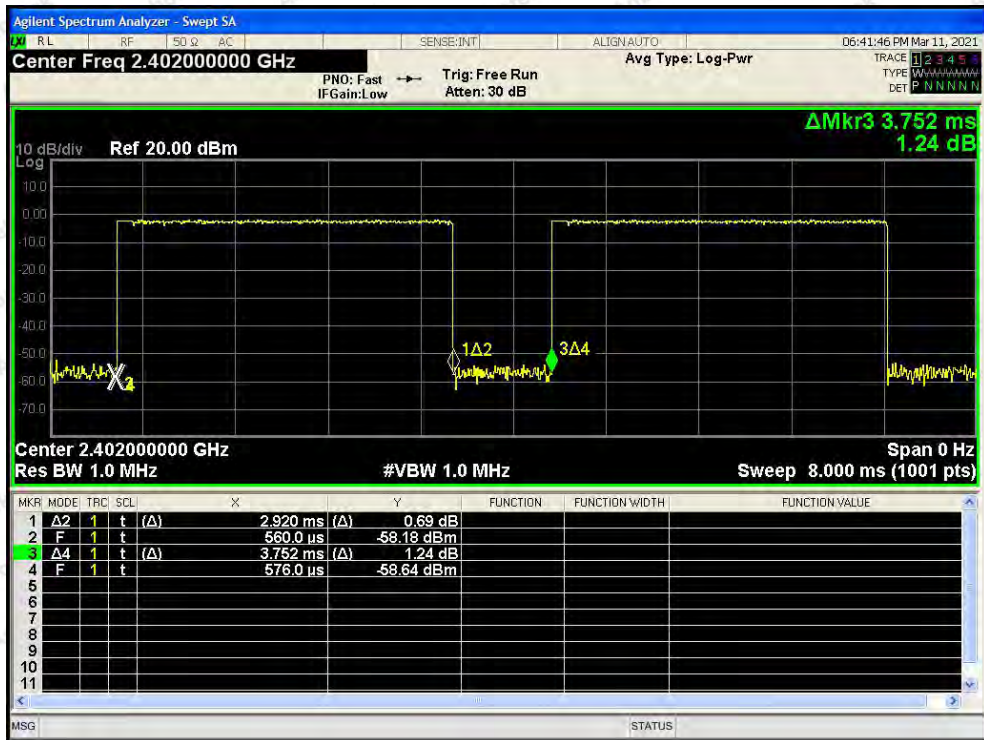 Agilent Spectrum Analyzer - Swept SA
LXI RL RF 50 Ω AC SENSE:INT ALIGNAUTO 06:41:46 PM Mar 11, 2021
Center Freq 2.402000000 GHz
PNO: Fast
IFGain:Low
Trig: Free Run
Atten: 30 dB
Avg Type: Log-Pwr
TRACE 1 2 3 4 5 6
TYPE
DET P N N N N N
ΔMkr3 3.752 ms
1.24 dB
10 dB/div Ref 20.00 dBm
Log
10.0
0.00
-10.0
-20.0
-30.0
-40.0
-50.0
-60.0
-70.0
1Δ2
3Δ4
Center 2.402000000 GHz Span 0 Hz
Res BW 1.0 MHz #VBW 1.0 MHz Sweep 8.000 ms (1001 pts)
MKR MODE TRC SCL X Y FUNCTION FUNCTION WIDTH FUNCTION VALUE
1 Δ2 1 t (Δ) 2.920 ms (Δ) 0.69 dB
2 F 1 t 560.0 µs -58.18 dBm
3 Δ4 1 t (Δ) 3.752 ms (Δ) 1.24 dB
4 F 1 t 576.0 µs -58.64 dBm
5
6
7
8
9
10
11
MSG STATUS